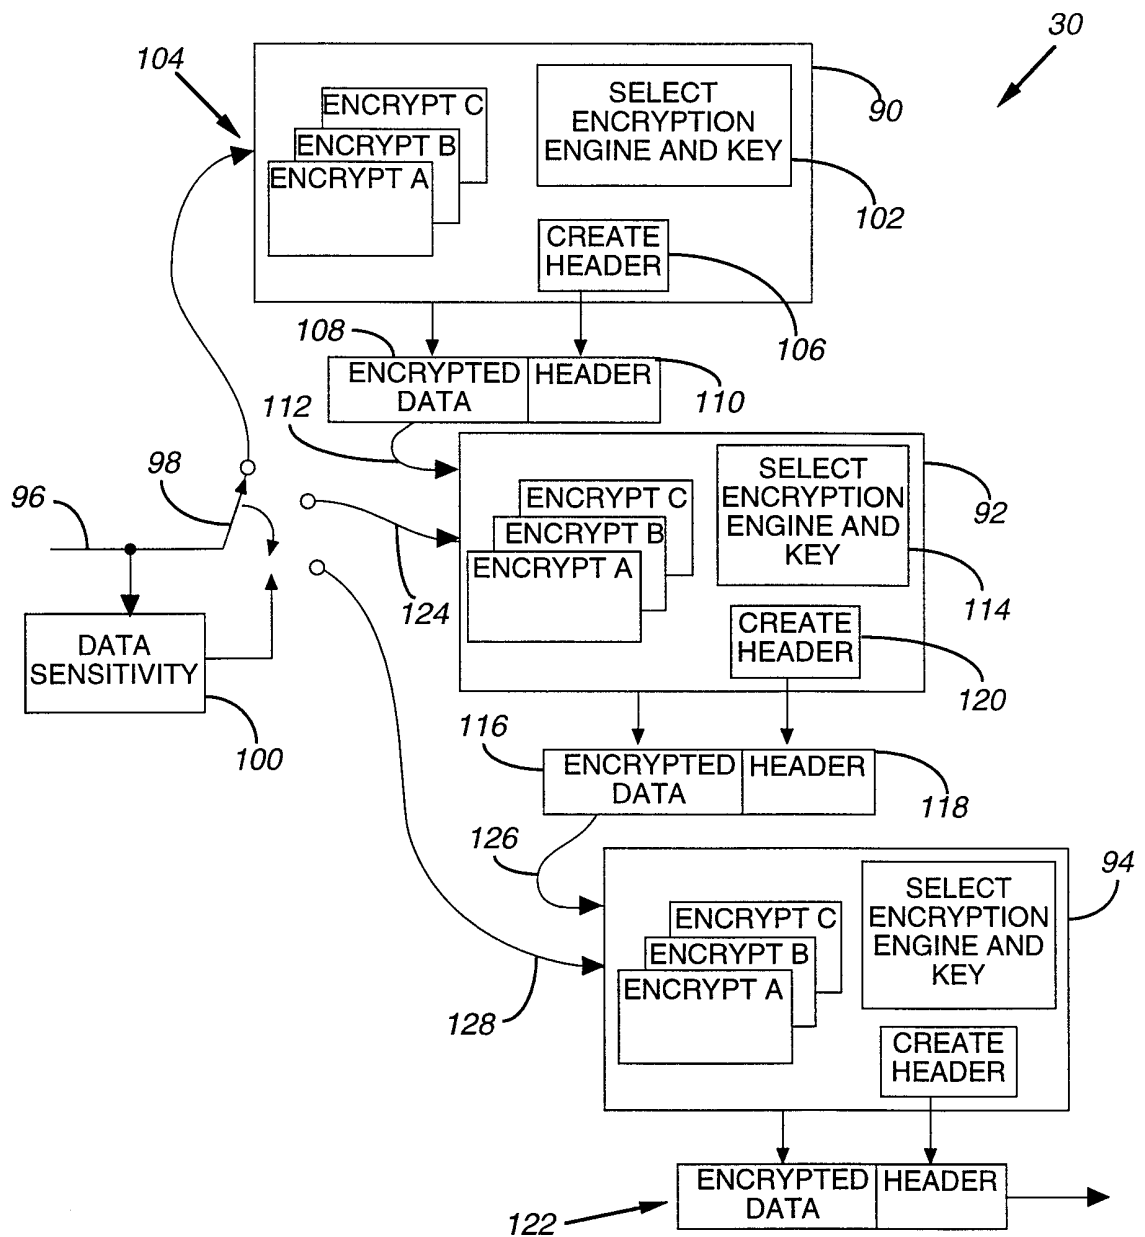 30
104
ENCRYPT C
ENCRYPT B
ENCRYPT A
SELECT
ENCRYPTION
ENGINE AND KEY
90
102
CREATE
HEADER
106
108
ENCRYPTED
DATA
HEADER
110
112
98
96
ENCRYPT C
ENCRYPT B
ENCRYPT A
SELECT
ENCRYPTION
ENGINE AND
KEY
92
114
124
CREATE
HEADER
120
DATA
SENSITIVITY
100
116
ENCRYPTED
DATA
HEADER
118
126
94
ENCRYPT C
ENCRYPT B
ENCRYPT A
SELECT
ENCRYPTION
ENGINE AND
KEY
128
CREATE
HEADER
ENCRYPTED
DATA
HEADER
122